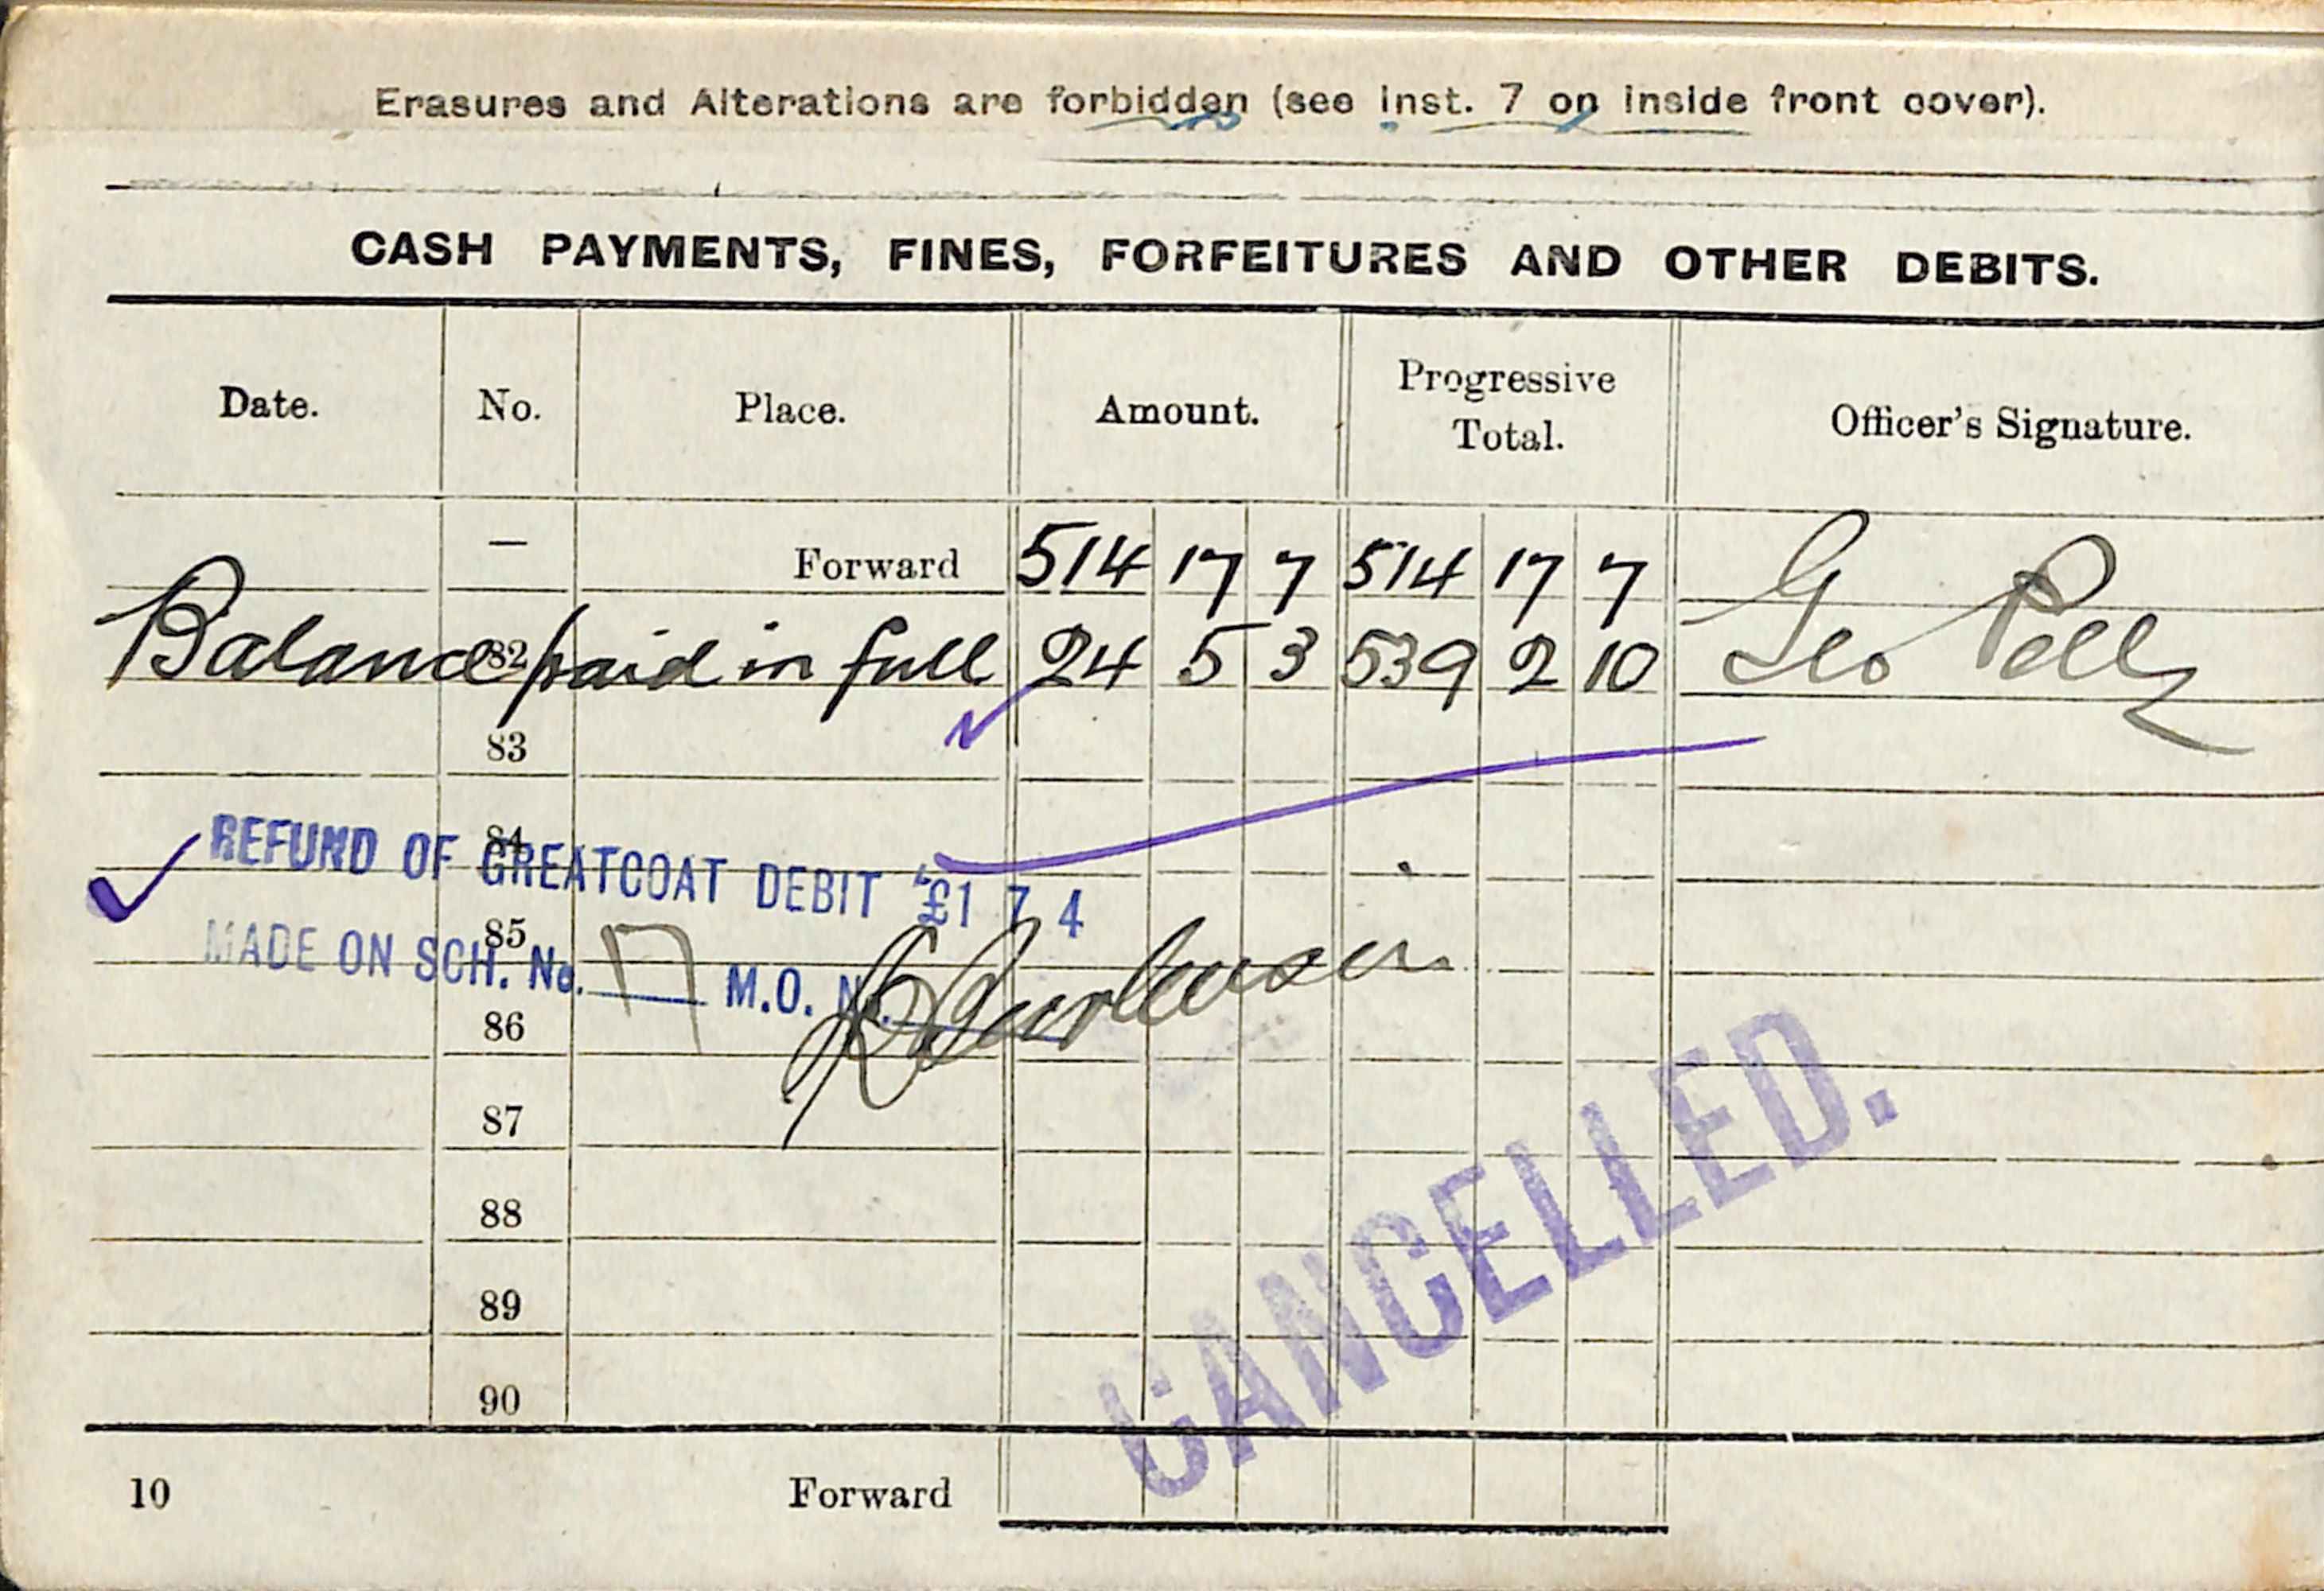 Erasures and Alterations are forbidden (see inst. 7 on inside front cover).
CASH PAYMENTS, FINES, FORFEITURES AND OTHER DEBITS.
Date. No. Place. Amount. Progressive Total. Officer's Signature.
— Forward 514 17 7 514 17 7
Balance 82 paid in full 24 5 3 539 2 10 Geo Pell
83
84
REFUND OF GREATCOAT DEBIT £1 7 4
85
MADE ON SCH. No. 17 M.O. No.
86
87
88
89
90
CANCELLED.
10 Forward